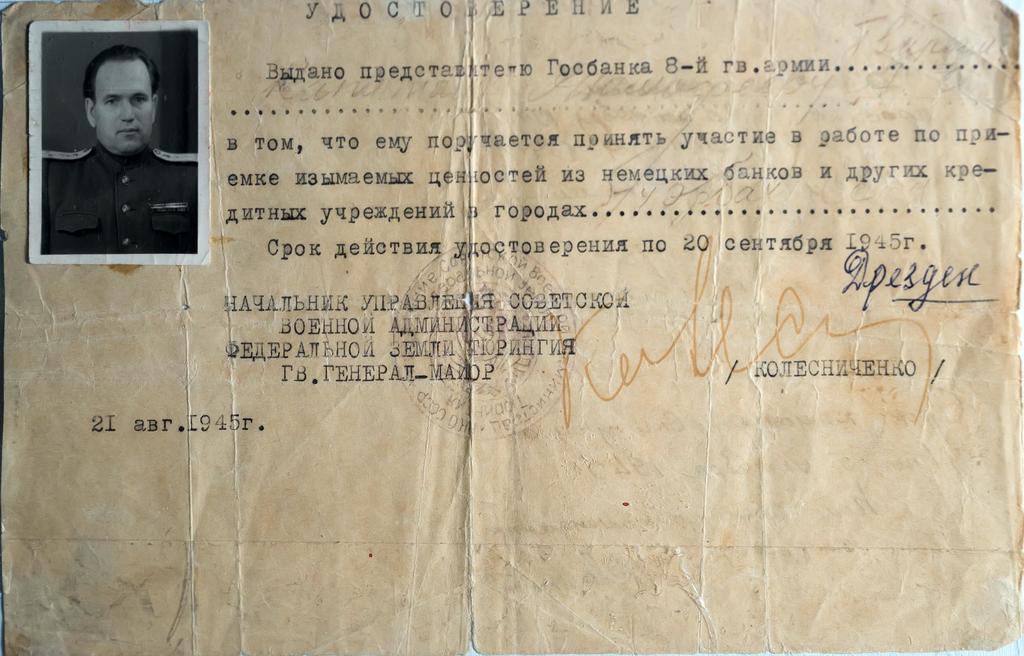 УДОСТОВЕРЕНИЕ
Выдано представителю Госбанка 8-й гв.армии..............
............................................................
в том, что ему поручается принять участие в работе по при-
емке изымаемых ценностей из немецких банков и других кре-
дитных учреждений в городах...............................
Срок действия удостоверения по 20 сентября 1945г.
Дрезден
НАЧАЛЬНИК УПРАВЛЕНИЯ СОВЕТСКОЙ
ВОЕННОЙ АДМИНИСТРАЦИИ
ФЕДЕРАЛЬНОЙ ЗЕМЛИ ТЮРИНГИЯ
ГВ.ГЕНЕРАЛ-МАЙОР / КОЛЕСНИЧЕНКО /
21 авг.1945г.